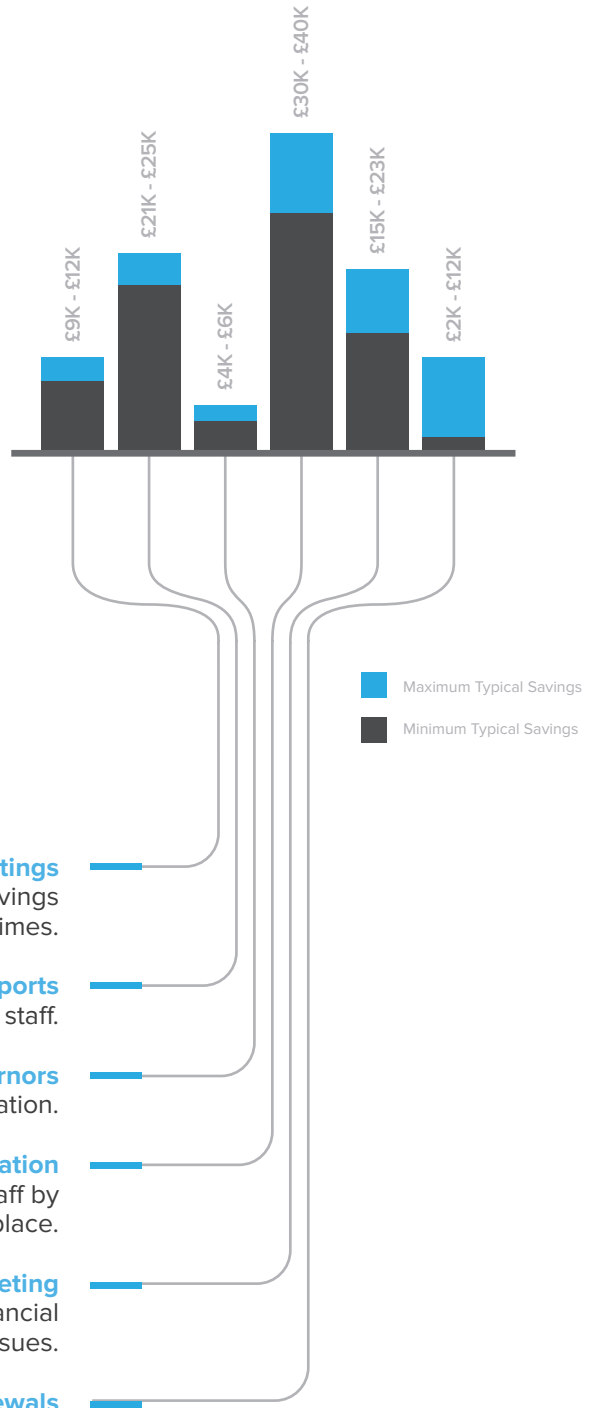 £9K - £12K
£21K - £25K
£4K - £6K
£30K - £40K
£15K - £23K
£2K - £12K
Maximum Typical Savings
Minimum Typical Savings
tings
vings
imes.
ports
staff.
rnors
ation.
ation
aff by
place.
eting
ancial
sues.
ewals